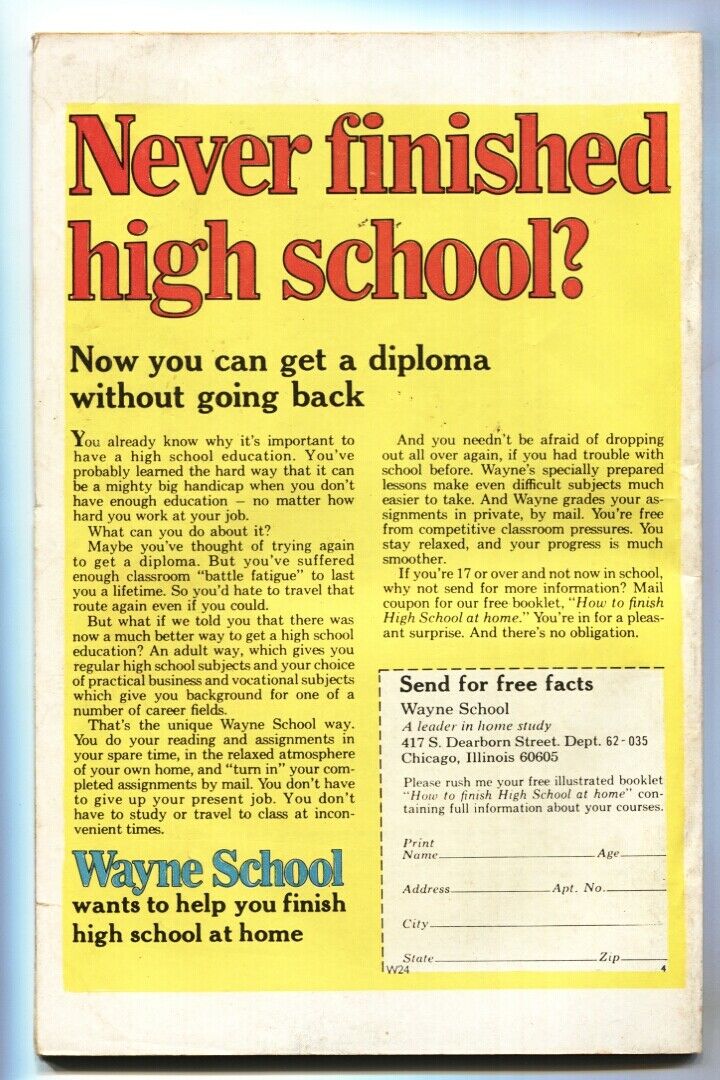 Never finished
high school?
Now you can get a diploma
without going back
You already know why it's important to
have a high school education. You've
probably learned the hard way that it can
be a mighty big handicap when you don't
have enough education — no matter how
hard you work at your job.
What can you do about it?
Maybe you've thought of trying again
to get a diploma. But you've suffered
enough classroom "battle fatigue" to last
you a lifetime. So you'd hate to travel that
route again even if you could.
But what if we told you that there was
now a much better way to get a high school
education? An adult way, which gives you
regular high school subjects and your choice
of practical business and vocational subjects
which give you background for one of a
number of career fields.
That's the unique Wayne School way.
You do your reading and assignments in
your spare time, in the relaxed atmosphere
of your own home, and "turn in" your com-
pleted assignments by mail. You don't have
to give up your present job. You don't
have to study or travel to class at incon-
venient times.
Wayne School
wants to help you finish
high school at home
And you needn't be afraid of dropping
out all over again, if you had trouble with
school before. Wayne's specially prepared
lessons make even difficult subjects much
easier to take. And Wayne grades your as-
signments in private, by mail. You're free
from competitive classroom pressures. You
stay relaxed, and your progress is much
smoother.
If you're 17 or over and not now in school,
why not send for more information? Mail
coupon for our free booklet, "How to finish
High School at home." You're in for a pleas-
ant surprise. And there's no obligation.
Send for free facts
Wayne School
A leader in home study
417 S. Dearborn Street. Dept. 62-035
Chicago, Illinois 60605
Please rush me your free illustrated booklet
"How to finish High School at home" con-
taining full information about your courses.
Print
Name Age
Address Apt. No.
City
State Zip
W24 4